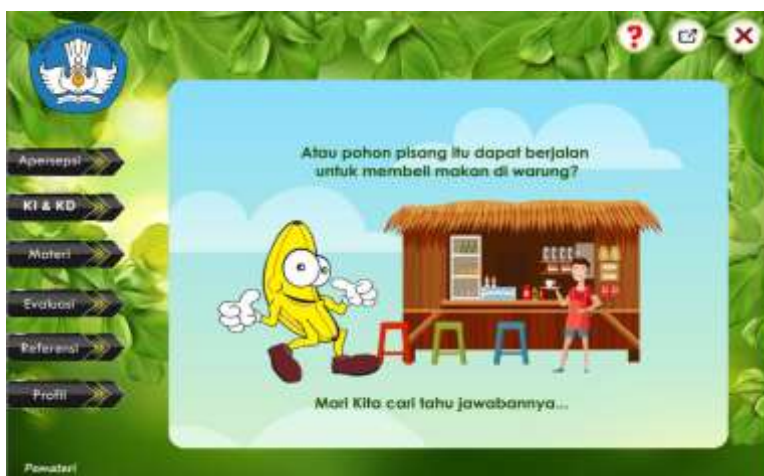 ?
Apersepsi
KI & KD
Materi
Evaluasi
Referensi
Profil
Atau pohon pisang itu dapat berjalan
untuk membeli makan di warung?
Mari Kita cari tahu jawabannya...
Pemateri